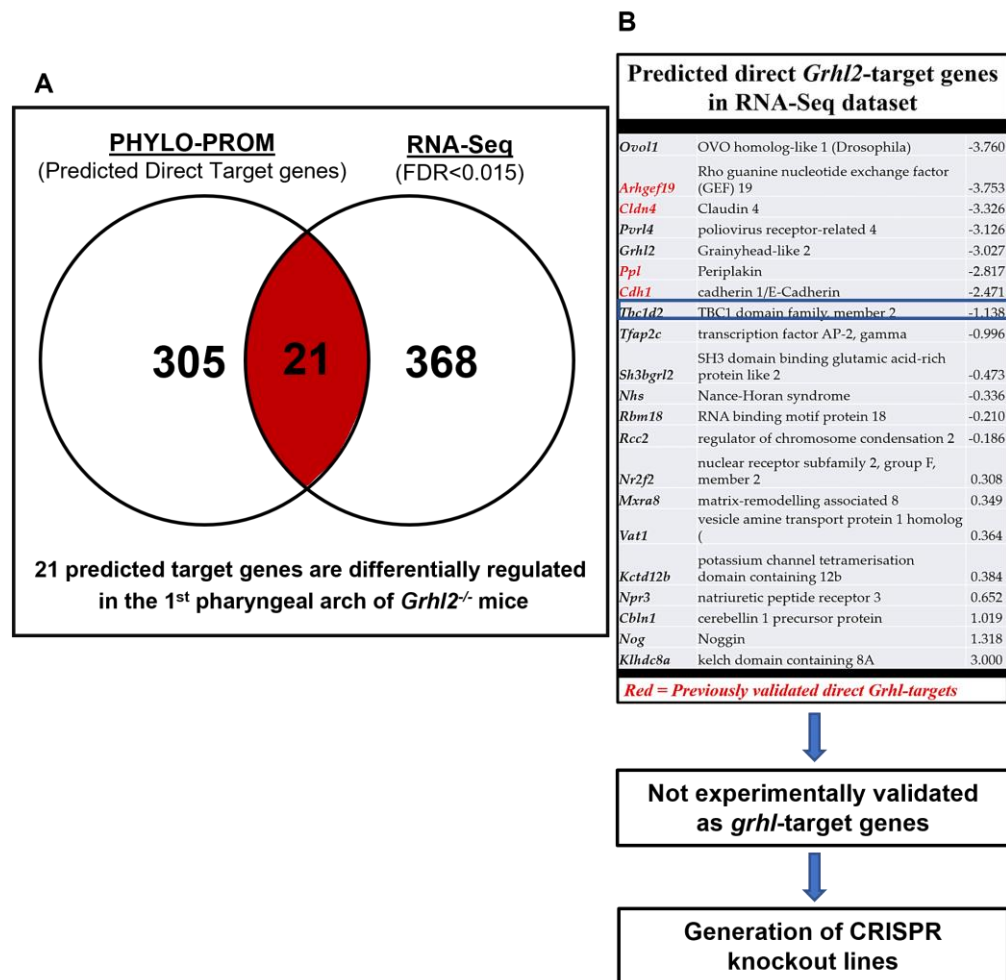 A
PHYLO-PROM
(Predicted Direct Target genes)
RNA-Seq
(FDR<0.015)
305
21
368
21 predicted target genes are differentially regulated
in the 1st pharyngeal arch of Grhl2-/- mice
B
Predicted direct Grhl2-target genes
in RNA-Seq dataset
Ovol1 OVO homolog-like 1 (Drosophila) -3.760
Rho guanine nucleotide exchange factor
Arhgef19 (GEF) 19 -3.753
Cldn4 Claudin 4 -3.326
Pvrl4 poliovirus receptor-related 4 -3.126
Grhl2 Grainyhead-like 2 -3.027
Ppl Periplakin -2.817
Cdh1 cadherin 1/E-Cadherin -2.471
Tbc1d2 TBC1 domain family, member 2 -1.138
Tfap2c transcription factor AP-2, gamma -0.996
SH3 domain binding glutamic acid-rich
Sh3bgrl2 protein like 2 -0.473
Nhs Nance-Horan syndrome -0.336
Rbm18 RNA binding motif protein 18 -0.210
Rcc2 regulator of chromosome condensation 2 -0.186
nuclear receptor subfamily 2, group F,
Nr2f2 member 2 0.308
Mxra8 matrix-remodelling associated 8 0.349
vesicle amine transport protein 1 homolog
Vat1 ( 0.364
potassium channel tetramerisation
Kctd12b domain containing 12b 0.384
Npr3 natriuretic peptide receptor 3 0.652
Cbln1 cerebellin 1 precursor protein 1.019
Nog Noggin 1.318
Klhdc8a kelch domain containing 8A 3.000
Red = Previously validated direct Grhl-targets
Not experimentally validated
as grhl-target genes
Generation of CRISPR
knockout lines